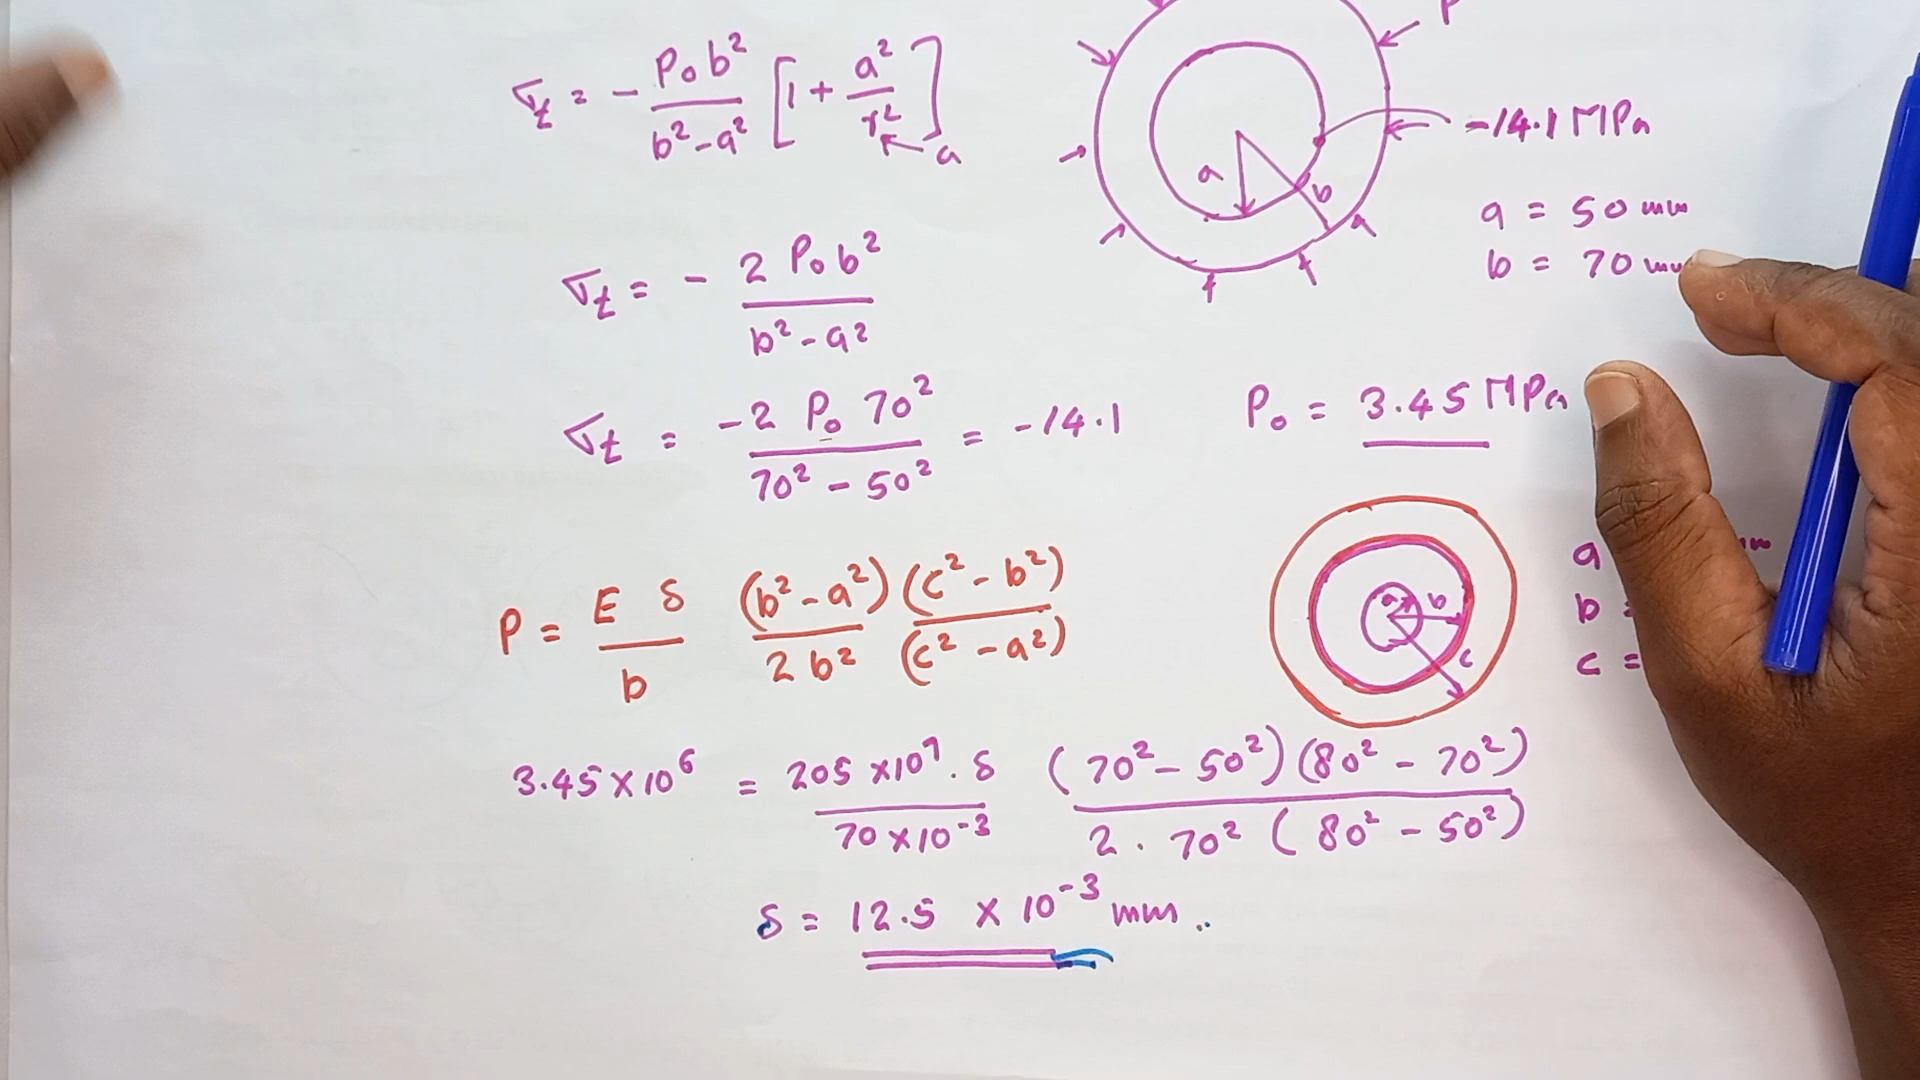 σt = - Pob²/(b²-a²) [1 + a²/r²] a
P
-14.1 MPa
a
b
a = 50 mm
b = 70 mm
σt = - 2 Pob²/(b²-a²)
σt = -2 Po 70²/(70² - 50²) = -14.1
Po = 3.45 MPa
P = E δ/b (b²-a²)/(2b²) (c²-b²)/(c²-a²)
a
b
c
a mm
b =
c =
3.45×10⁶ = 205 ×10⁹ . δ/(70 ×10⁻³) (70² - 50²)(80² - 70²)/(2 . 70² (80² - 50²))
δ = 12.5 × 10⁻³ mm ..